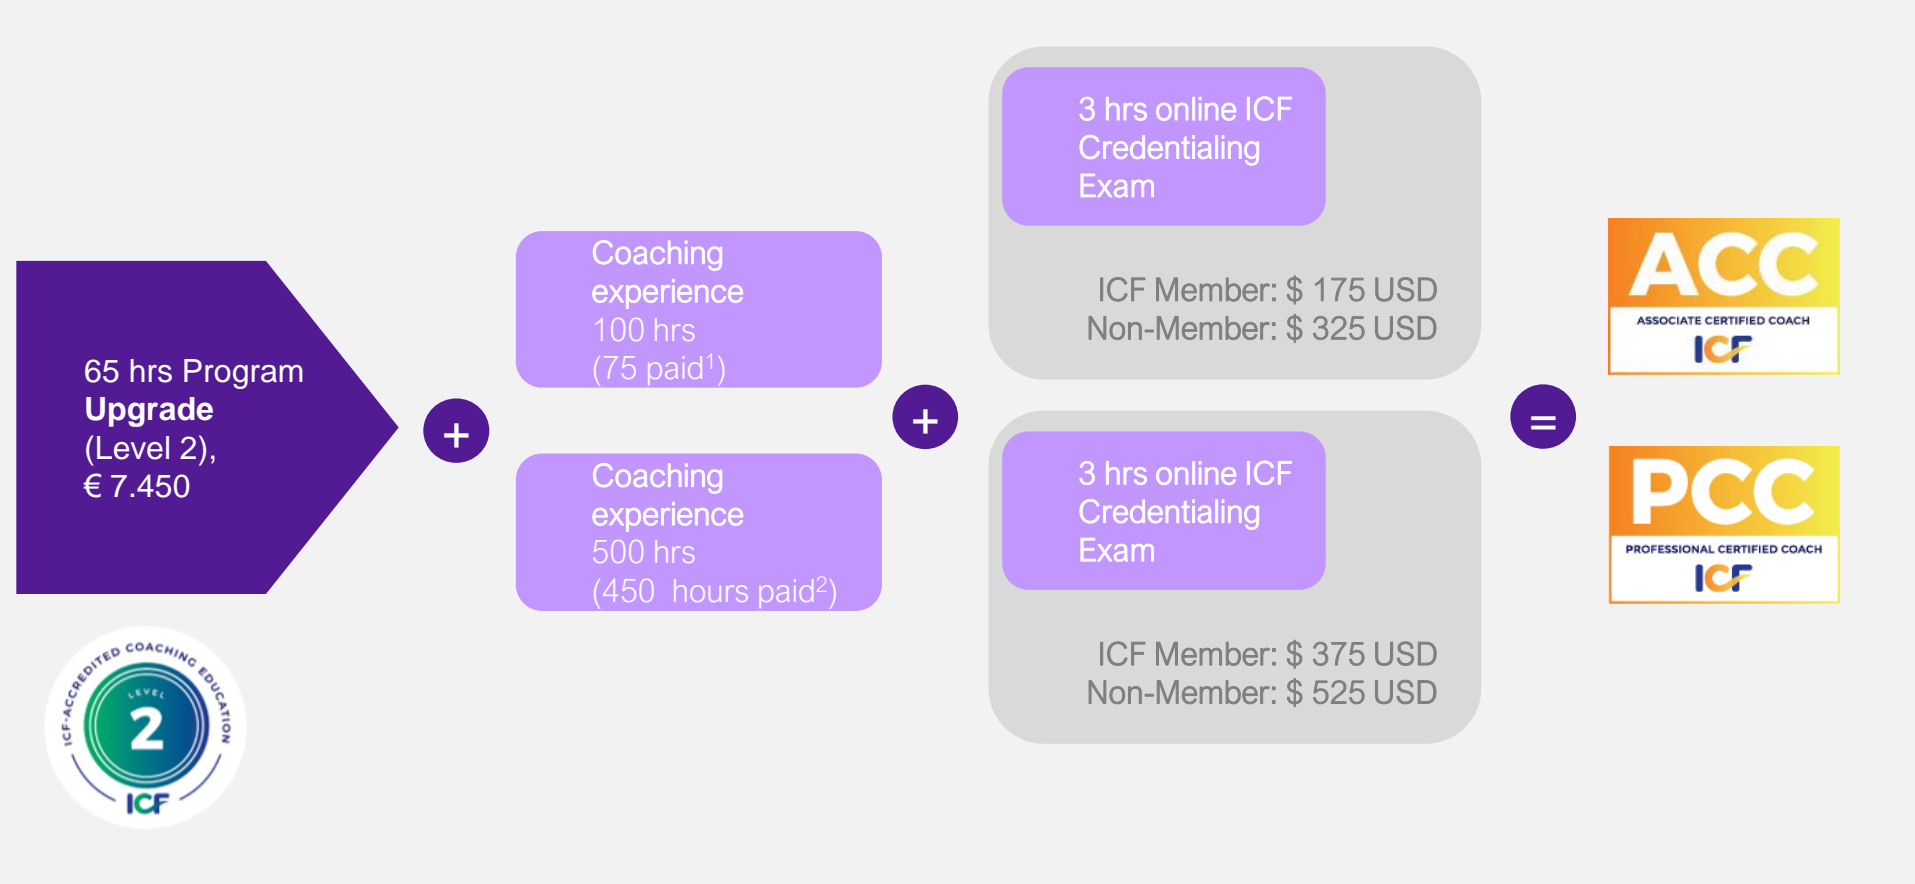 65 hrs Program
Upgrade
(Level 2),
€ 7.450
ICF-ACCREDITED COACHING EDUCATION
LEVEL
2
ICF
+
Coaching
experience
100 hrs
(75 paid¹)
Coaching
experience
500 hrs
(450  hours paid²)
+
3 hrs online ICF
Credentialing
Exam
ICF Member: $ 175 USD
Non-Member: $ 325 USD
3 hrs online ICF
Credentialing
Exam
ICF Member: $ 375 USD
Non-Member: $ 525 USD
=
ACC
ASSOCIATE CERTIFIED COACH
ICF
PCC
PROFESSIONAL CERTIFIED COACH
ICF